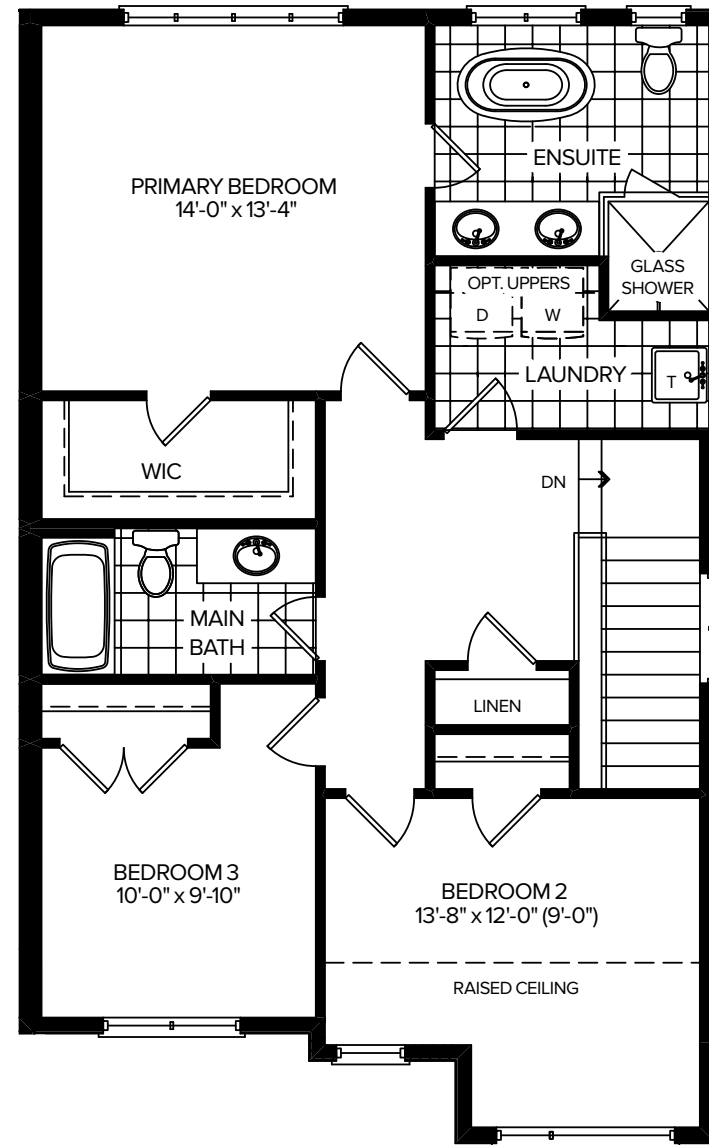 ENSUITE
PRIMARY BEDROOM
14'-0" x 13'-4"
GLASS
SHOWER
OPT. UPPERS
D
W
LAUNDRY
T
WIC
DN
MAIN
BATH
LINEN
BEDROOM 3
10'-0" x 9'-10"
BEDROOM 2
13'-8" x 12'-0" (9'-0")
RAISED CEILING